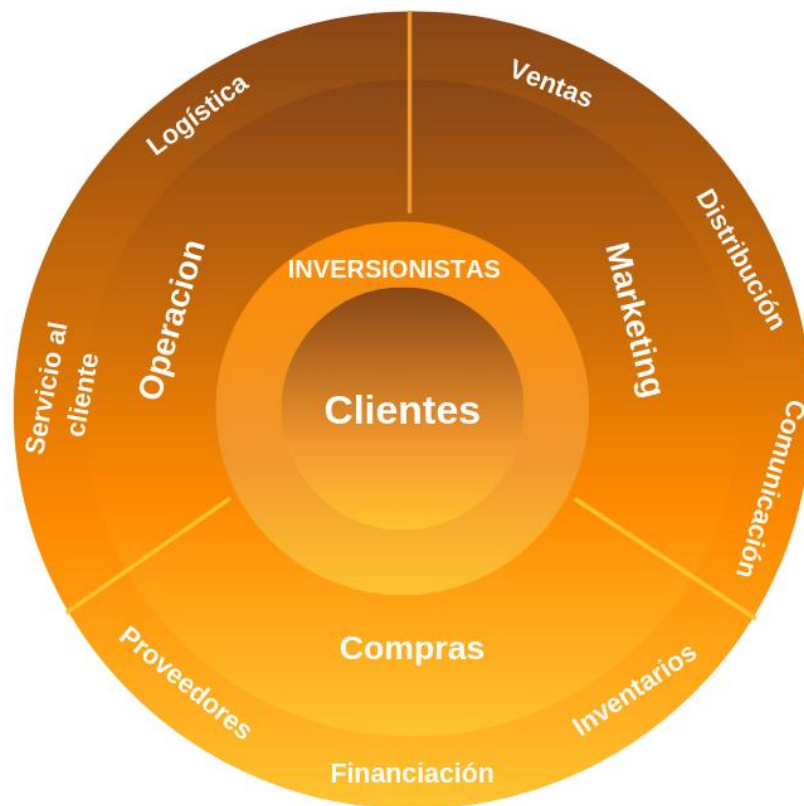 Logística
Ventas
Distribución
Operacion
Marketing
INVERSIONISTAS
Servicio al
cliente
Clientes
Comunicación
Compras
Proveedores
Inventarios
Financiación